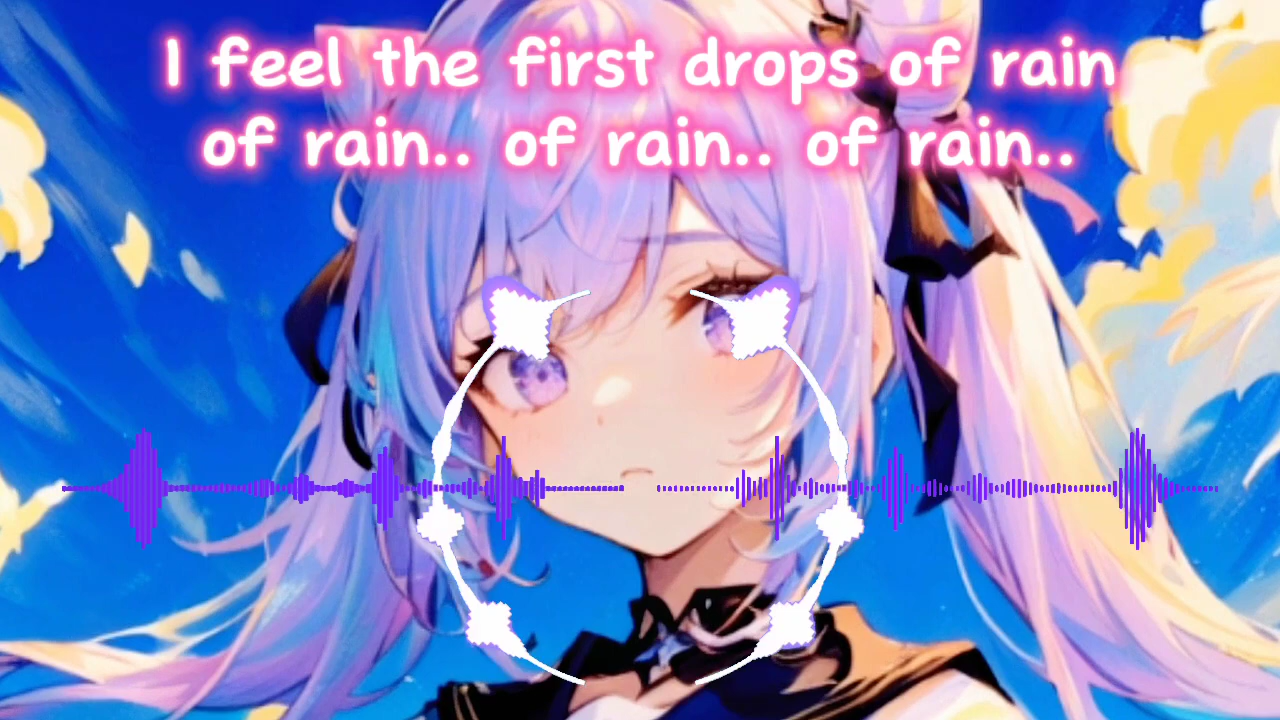 I feel the first drops of rain
of rain.. of rain.. of rain..